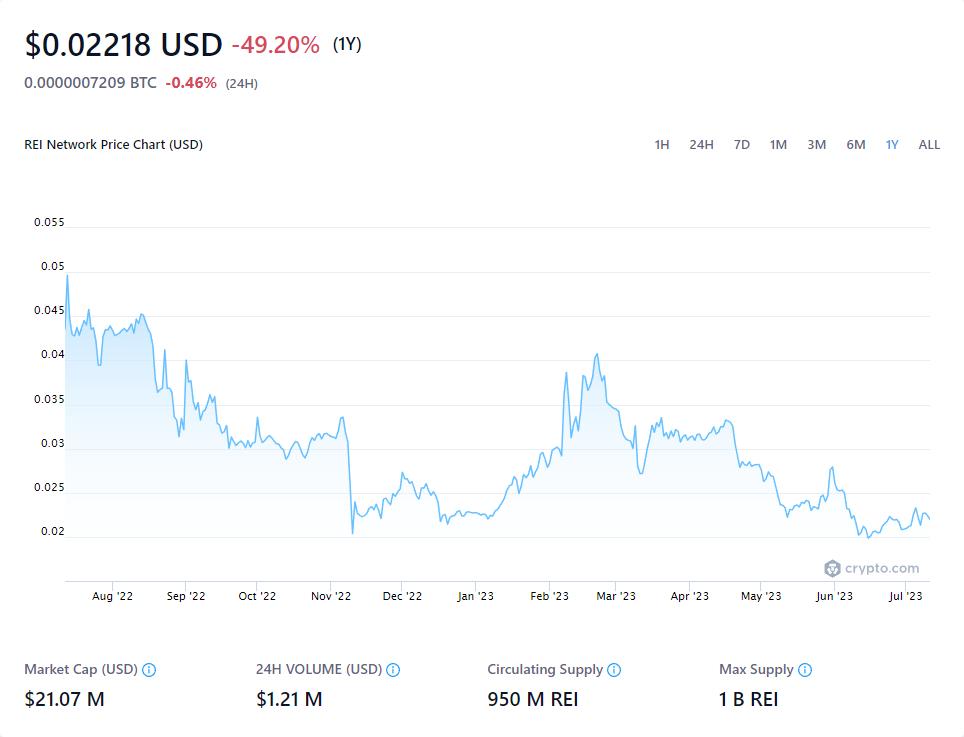 $0.02218 USD -49.20% (1Y)
0.0000007209 BTC -0.46% (24H)
REI Network Price Chart (USD) 1H 24H 7D 1M 3M 6M 1Y ALL
0.055
0.05
0.045
0.04
0.035
0.03
0.025
0.02
crypto.com
Aug '22 Sep '22 Oct '22 Nov '22 Dec '22 Jan '23 Feb '23 Mar '23 Apr '23 May '23 Jun '23 Jul '23
Market Cap (USD) 24H VOLUME (USD) Circulating Supply Max Supply
$21.07 M $1.21 M 950 M REI 1 B REI